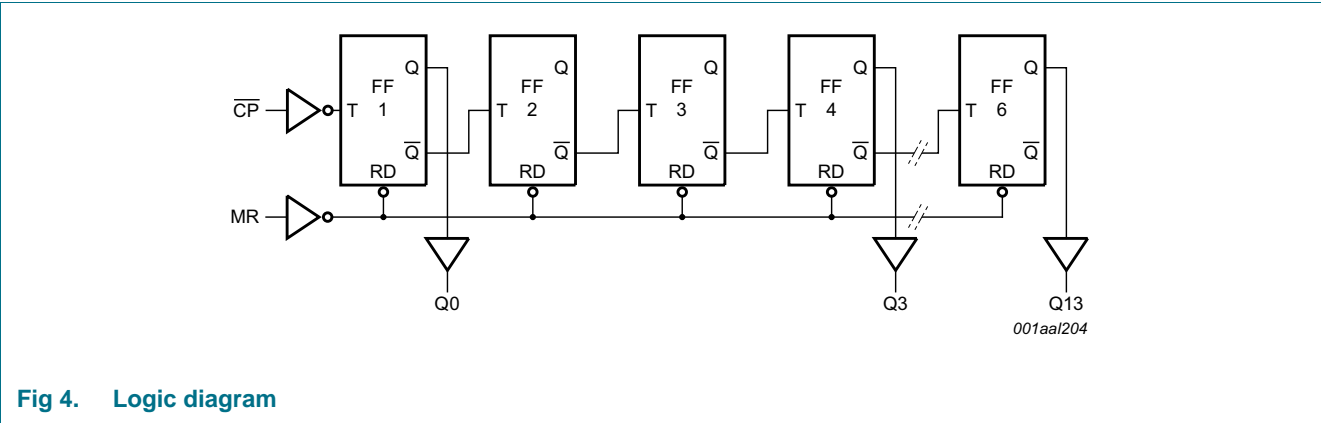 Q Q Q Q Q
FF FF FF FF FF
C̅P̅ T 1 T 2 T 3 T 4 T 6
Q̅ Q̅ Q̅ Q̅ Q̅
RD RD RD RD RD
MR
Q0 Q3 Q13
001aal204
Fig 4. Logic diagram